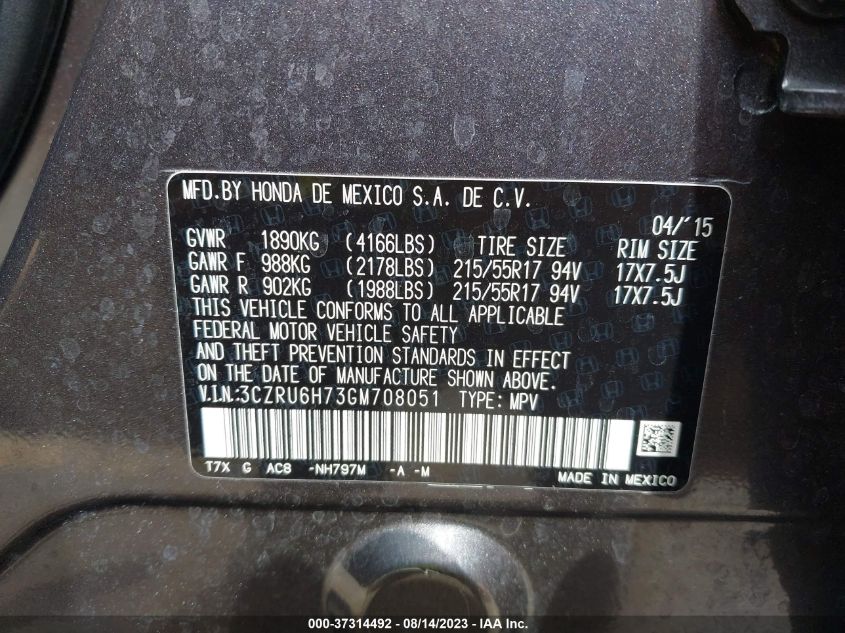 MFD.BY HONDA DE MEXICO S.A. DE C.V.
04/'15
GVWR 1890KG (4166LBS) TIRE SIZE RIM SIZE
GAWR F 988KG (2178LBS) 215/55R17 94V 17X7.5J
GAWR R 902KG (1988LBS) 215/55R17 94V 17X7.5J
THIS VEHICLE CONFORMS TO ALL APPLICABLE
FEDERAL MOTOR VEHICLE SAFETY
AND THEFT PREVENTION STANDARDS IN EFFECT
ON THE DATE OF MANUFACTURE SHOWN ABOVE.
V.I.N.:3CZRU6H73GM708051 TYPE: MPV
T7X G AC8 -NH797M -A -M
MADE IN MEXICO
000-37314492 - 08/14/2023 - IAAI.COM